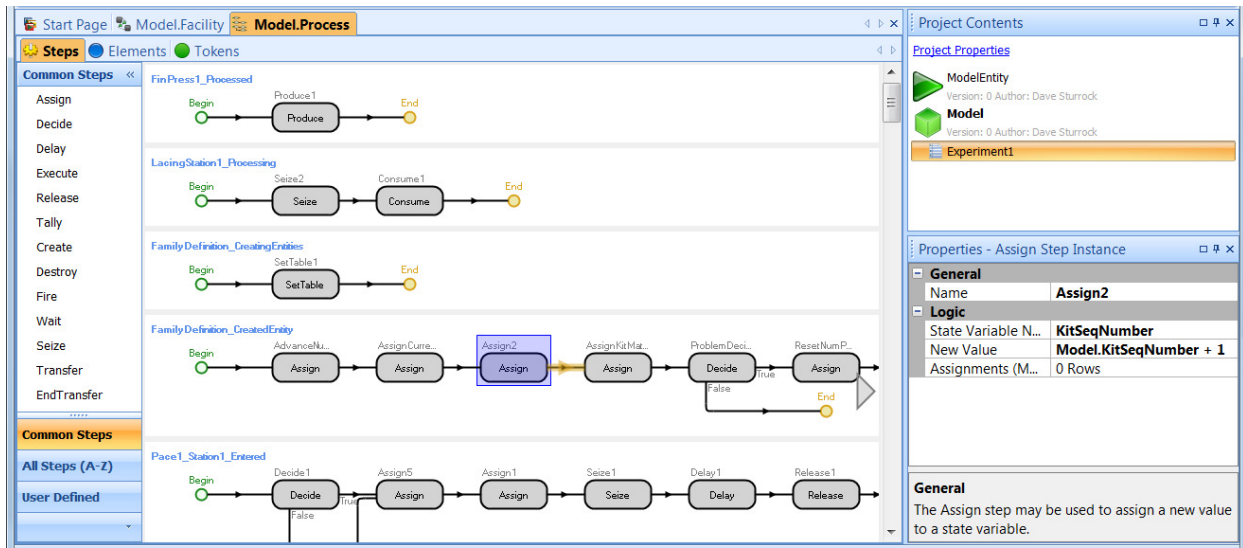 Start Page Model.Facility Model.Process
Steps Elements Tokens
Common Steps «
Assign
Decide
Delay
Execute
Release
Tally
Create
Destroy
Fire
Wait
Seize
Transfer
EndTransfer
Common Steps
All Steps (A-Z)
User Defined
FinPress1_Processed
Begin Produce1 End
Produce
LacingStation1_Processing
Begin Seize2 Consume1 End
Seize Consume
FamilyDefinition_CreatingEntities
Begin SetTable1 End
SetTable
FamilyDefinition_CreatedEntity
Begin AdvanceNu... AssignCurre... Assign2 AssignKitMat... ProblemDeci... ResetNumP...
Assign Assign Assign Assign Decide True Assign
False
End
Pace1_Station1_Entered
Begin Decide1 Assign5 Assign1 Seize1 Delay1 Release1
Decide True Assign Assign Seize Delay Release
False
Project Contents
Project Properties
ModelEntity
Version: 0 Author: Dave Sturrock
Model
Version: 0 Author: Dave Sturrock
Experiment1
Properties - Assign Step Instance
General
Name Assign2
Logic
State Variable N... KitSeqNumber
New Value Model.KitSeqNumber + 1
Assignments (M... 0 Rows
General
The Assign step may be used to assign a new value
to a state variable.